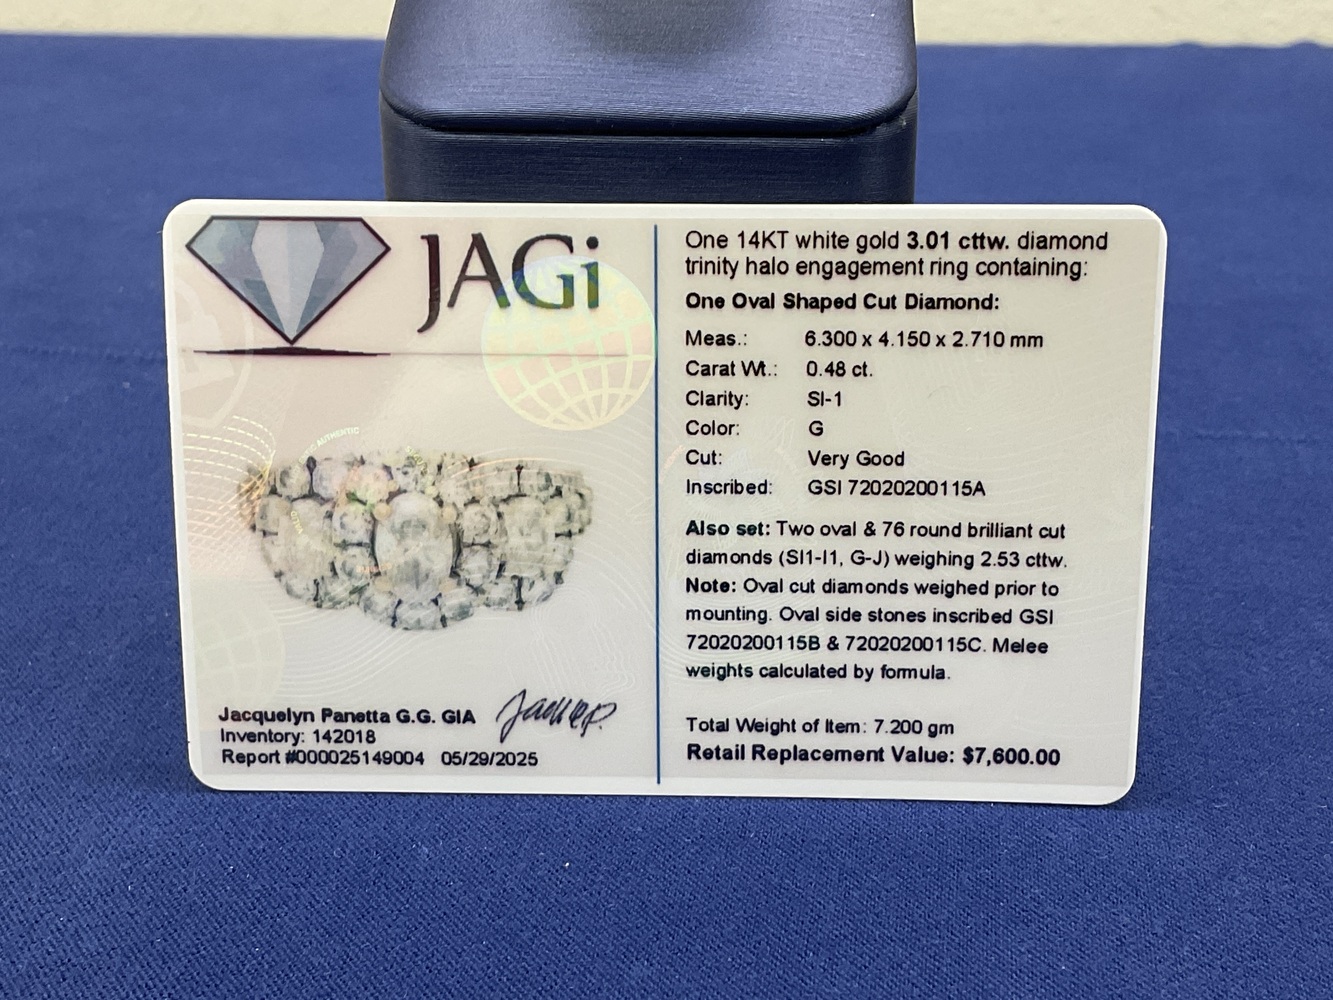 JAGi
AUTHENTIC
Jacquelyn Panetta G.G. GIA
Inventory: 142018
Report #000025149004 05/29/2025
One 14KT white gold 3.01 cttw. diamond
trinity halo engagement ring containing:
One Oval Shaped Cut Diamond:
Meas.: 6.300 x 4.150 x 2.710 mm
Carat Wt.: 0.48 ct.
Clarity: SI-1
Color: G
Cut: Very Good
Inscribed: GSI 72020200115A
Also set: Two oval & 76 round brilliant cut
diamonds (SI1-I1, G-J) weighing 2.53 cttw.
Note: Oval cut diamonds weighed prior to
mounting. Oval side stones inscribed GSI
72020200115B & 72020200115C. Melee
weights calculated by formula.
Total Weight of Item: 7.200 gm
Retail Replacement Value: $7,600.00